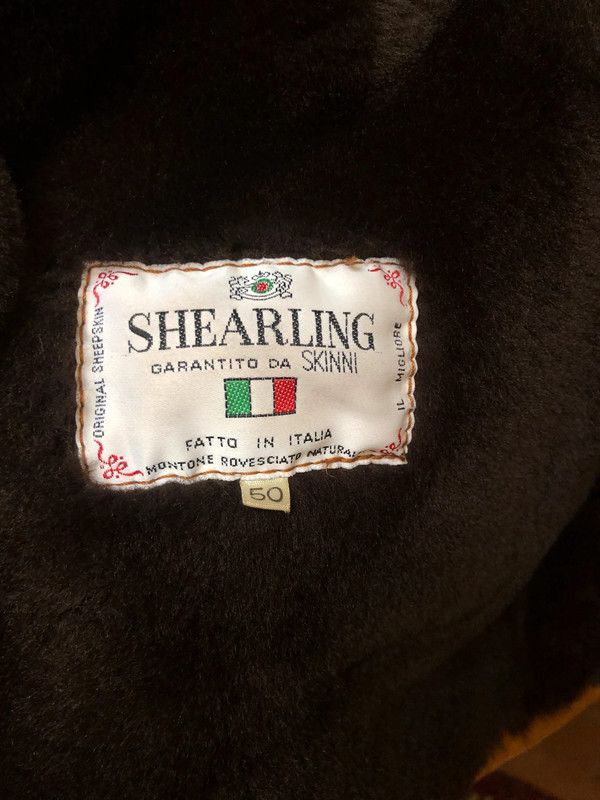 SHEARLING
GARANTITO DA SKINNI
ORIGINAL SHEEPSKIN
IL MIGLIORE
FATTO IN ITALIA
MONTONE ROVESCIATO NATURAL
50